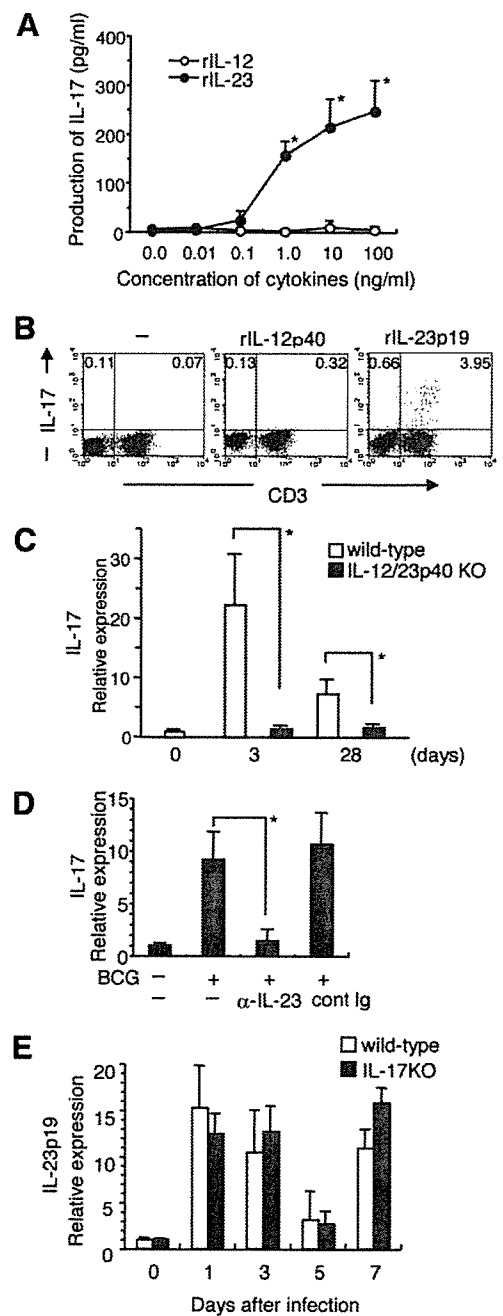 A
Production of IL-17 (pg/ml)
400
300
200
100
0
rIL-12
rIL-23
*
*
*
0.0 0.01 0.1 1.0 10 100
Concentration of cytokines (ng/ml)
B
– rIL-12p40 rIL-23p19
IL-17
0.11 0.07
0.13 0.32
0.66 3.95
CD3
C
IL-17
Relative expression
30
20
10
0
wild-type
IL-12/23p40 KO
*
*
0 3 28 (days)
D
IL-17
Relative expression
15
10
5
0
*
BCG – + + +
– – α-IL-23 cont Ig
E
IL-23p19
Relative expression
20
15
10
5
0
wild-type
IL-17KO
0 1 3 5 7
Days after infection